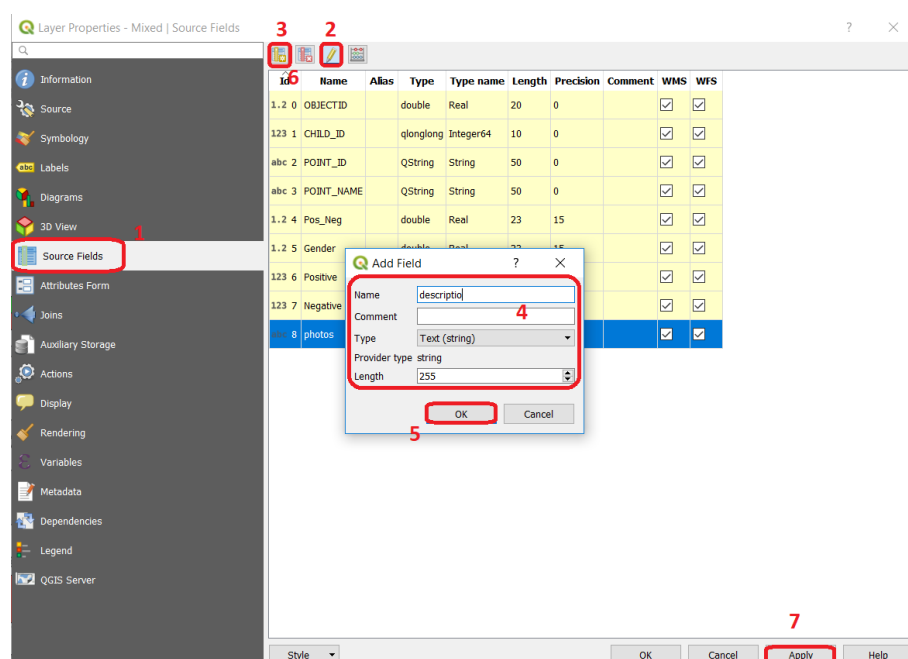 Layer Properties - Mixed | Source Fields
3 2
6
Id Name Alias Type Type name Length Precision Comment WMS WFS
Information
Source
Symbology
abc Labels
Diagrams
3D View
1
Source Fields
Attributes Form
Joins
Auxiliary Storage
Actions
Display
Rendering
Variables
Metadata
Dependencies
Legend
QGIS Server
1.2 0 OBJECTID double Real 20 0
123 1 CHILD_ID qlonglong Integer64 10 0
abc 2 POINT_ID QString String 50 0
abc 3 POINT_NAME QString String 50 0
1.2 4 Pos_Neg double Real 23 15
1.2 5 Gender double Real 23 15
123 6 Positive
123 7 Negative
8 photos
Add Field
Name descriptio
Comment
4
Type Text (string)
Provider type string
Length 255
OK Cancel
5
7
Style OK Cancel Apply Help